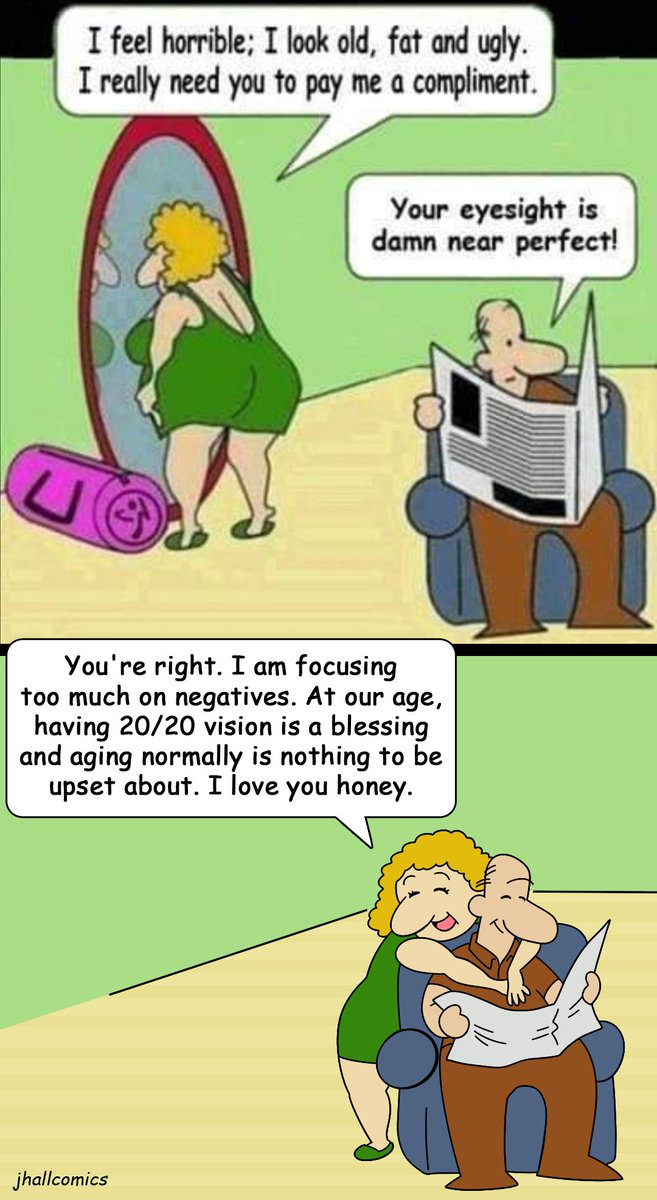 I feel horrible; I look old, fat and ugly.
I really need you to pay me a compliment.
Your eyesight is
damn near perfect!
You're right. I am focusing
too much on negatives. At our age,
having 20/20 vision is a blessing
and aging normally is nothing to be
upset about. I love you honey.
jhallcomics